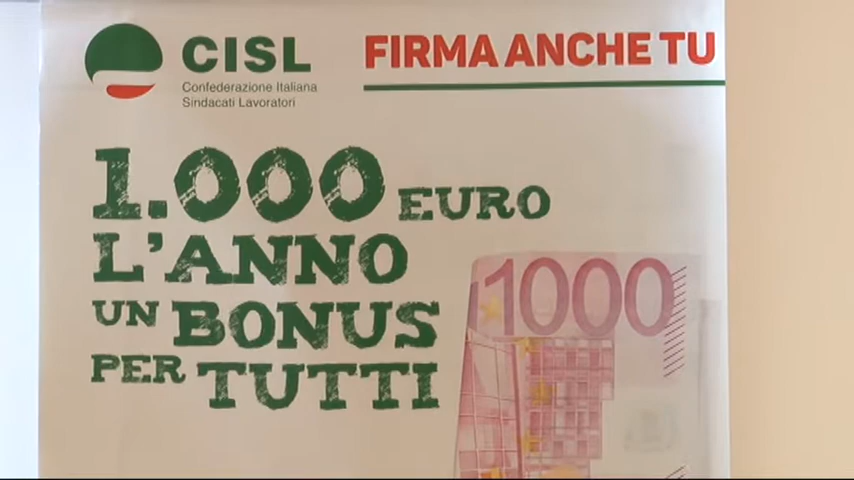 CISL
Confederazione Italiana
Sindacati Lavoratori
FIRMA ANCHE TU
1.000 EURO
L'ANNO
UN BONUS
PER TUTTI
1000